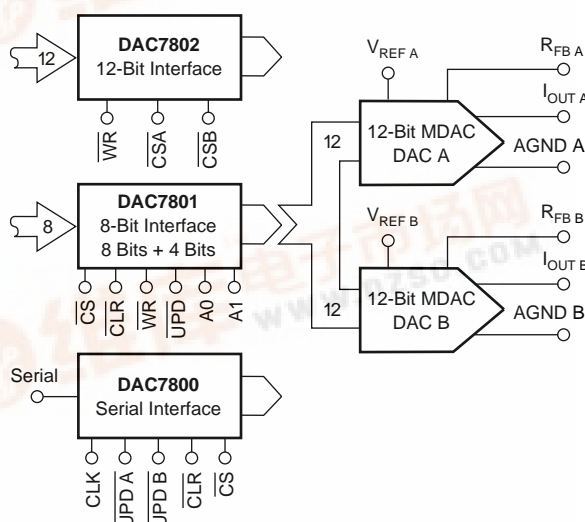 12
DAC7802
12-Bit Interface
WR
CSA
CSB
8
DAC7801
8-Bit Interface
8 Bits + 4 Bits
CS
CLR
WR
UPD
A0
A1
Serial
DAC7800
Serial Interface
CLK
UPD A
UPD B
CLR
CS
12
12
VREF A
12-Bit MDAC
DAC A
RFB A
IOUT A
AGND A
VREF B
12-Bit MDAC
DAC B
RFB B
IOUT B
AGND B